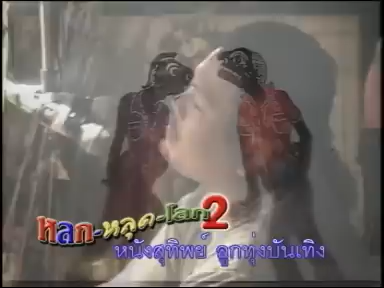 ตลก-หลุด-โลก 2
หนังสุทิพย์ ลูกทุ่งบันเทิง